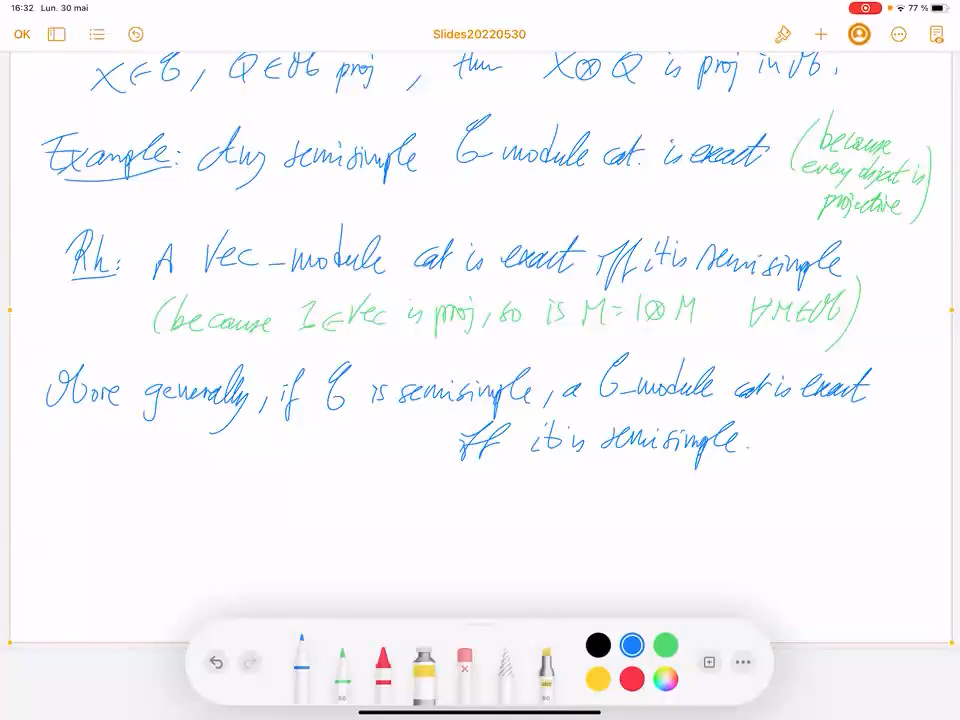 16:32 Lun. 30 mai 77 %
OK Slides20220530
X ∈ C, Q ∈ M proj, then X ⊗ Q is proj in M.
Example: Any semisimple C-module cat. is exact (because every object is projective)
Rk: A Vec-module cat is exact iff it is semisimple
(because 1 ∈ Vec is proj, so is M = 1 ⊗ M ∀ M ∈ M)
More generally, if C is semisimple, a C-module cat is exact
iff it is semisimple.